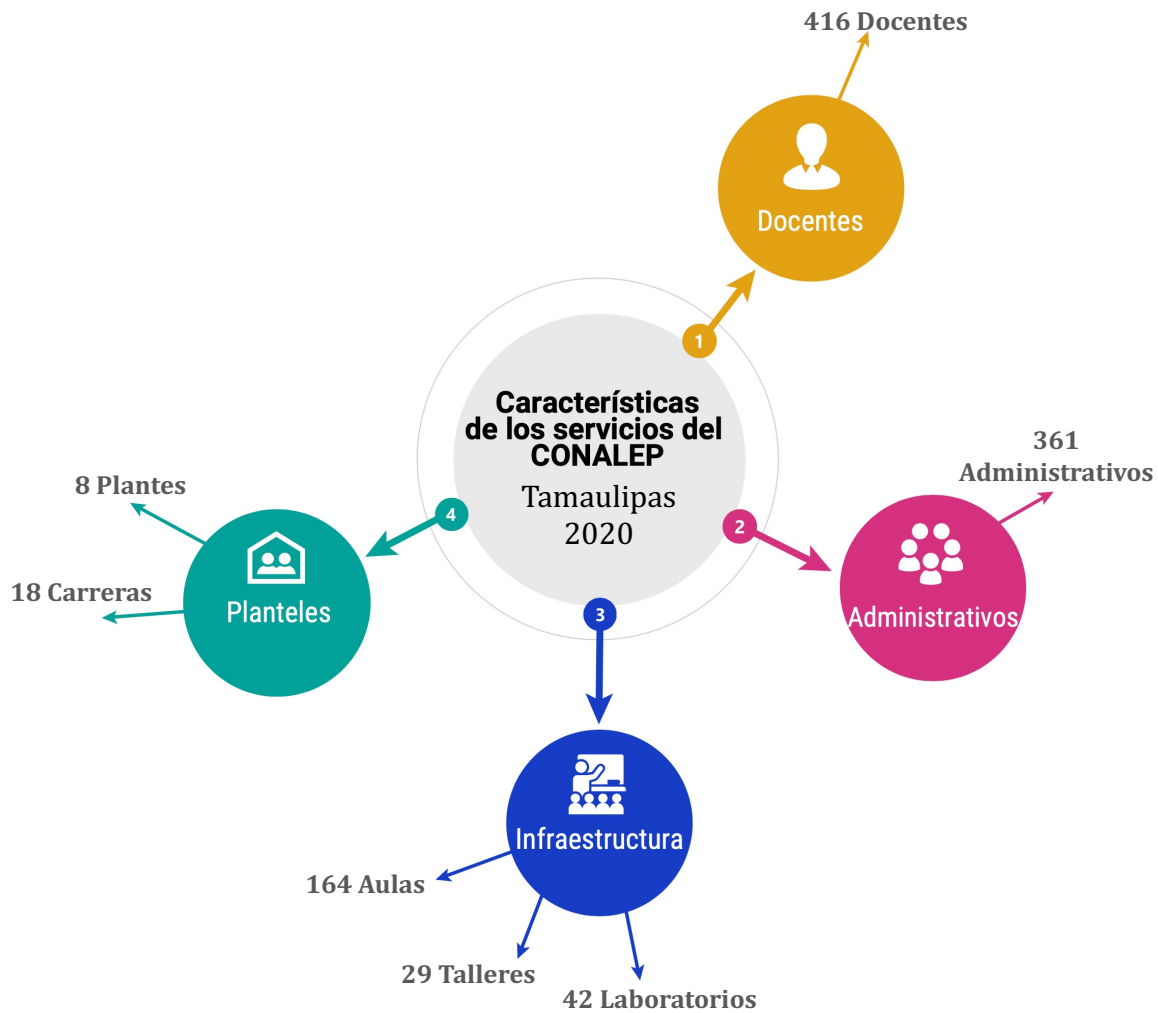 416 Docentes
Docentes
1
Características
de los servicios del
CONALEP
Tamaulipas
2020
361
Administrativos
2
Administrativos
8 Plantes
4
18 Carreras
Planteles
3
Infraestructura
164 Aulas
29 Talleres
42 Laboratorios